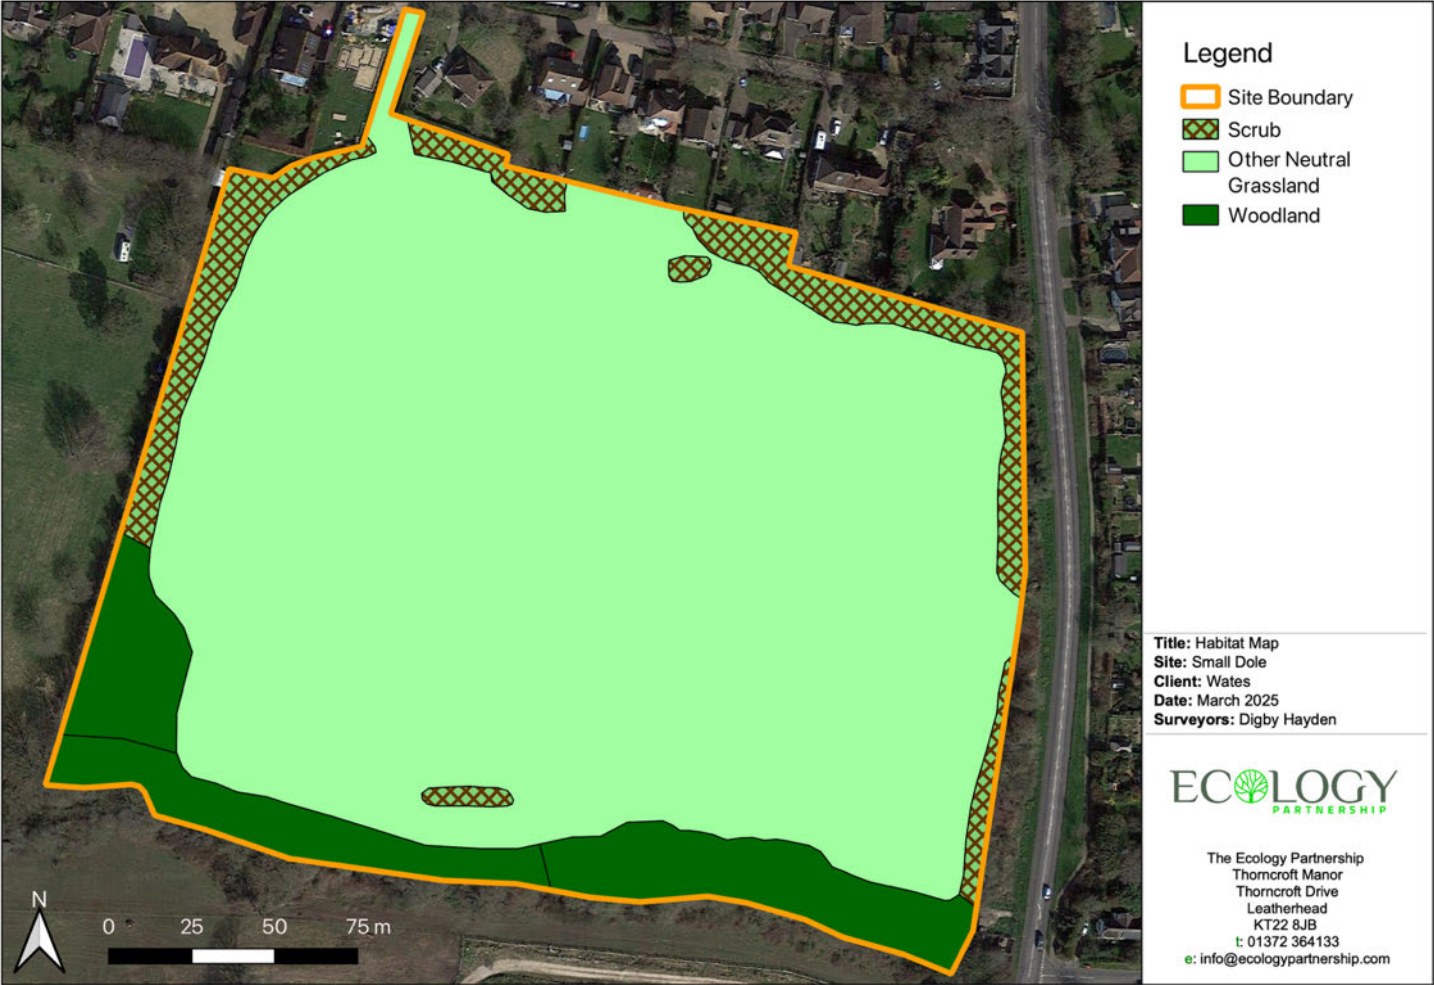 Legend
Site Boundary
Scrub
Other Neutral
Grassland
Woodland
Title: Habitat Map
Site: Small Dole
Client: Wates
Date: March 2025
Surveyors: Digby Hayden
ECOLOGY
PARTNERSHIP
The Ecology Partnership
Thorncroft Manor
Thorncroft Drive
Leatherhead
KT22 8JB
t: 01372 364133
e: info@ecologypartnership.com
N
0 25 50 75 m